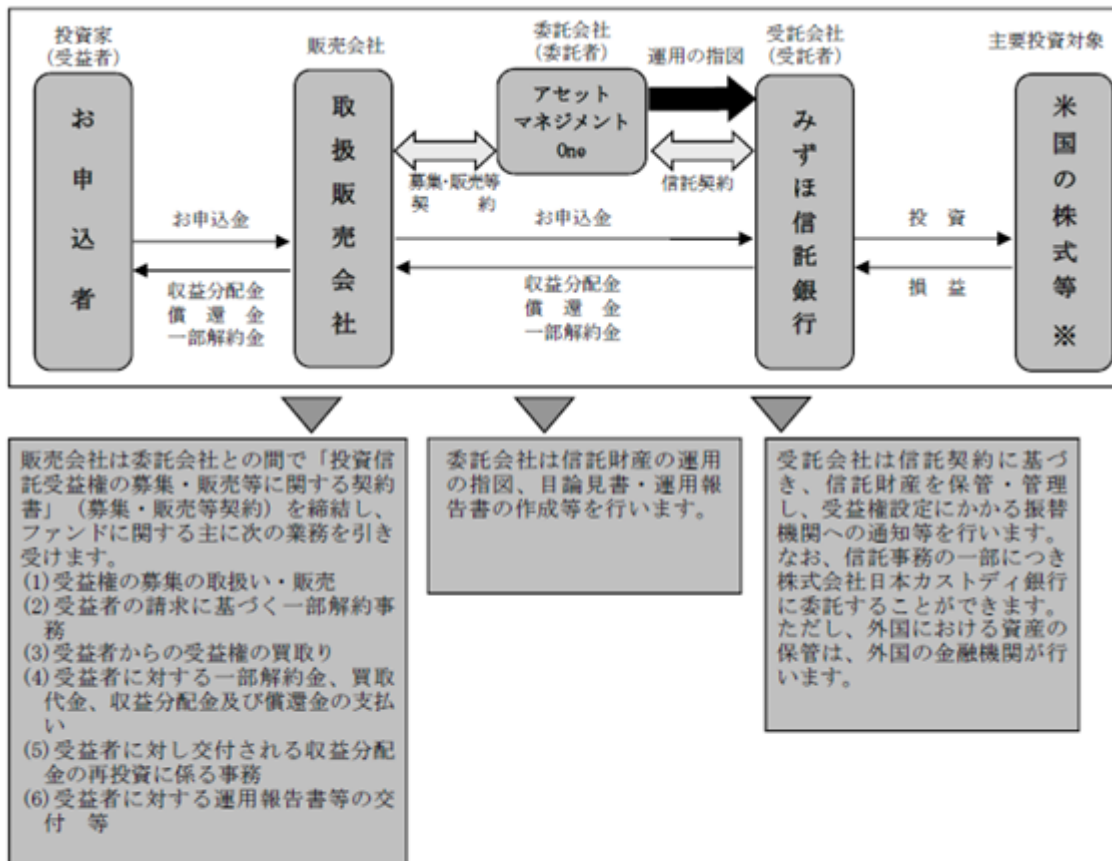 投資家
(受益者)
販売会社
委託会社
(委託者)
運用の指図
受託会社
(受託者)
主要投資対象
お申込者
取扱販売会社
アセット
マネジメント
One
みずほ信託銀行
米国の株式等※
募集・販売等
契　約
信託契約
お申込金
お申込金
投　資
収益分配金
償　還　金
一部解約金
収益分配金
償　還　金
一部解約金
損　益
販売会社は委託会社との間で「投資信
託受益権の募集・販売等に関する契約
書」（募集・販売等契約）を締結し、
ファンドに関する主に次の業務を引き
受けます。
(1)受益権の募集の取扱い・販売
(2)受益者の請求に基づく一部解約事
務
(3)受益者からの受益権の買取り
(4)受益者に対する一部解約金、買取
代金、収益分配金及び償還金の支払
い
(5)受益者に対し交付される収益分配
金の再投資に係る事務
(6)受益者に対する運用報告書等の交
付　等
委託会社は信託財産の運用
の指図、目論見書・運用報
告書の作成等を行います。
受託会社は信託契約に基づ
き、信託財産を保管・管理
し、受益権設定にかかる振替
機関への通知等を行います。
なお、信託事務の一部につき
株式会社日本カストディ銀行
に委託することができます。
ただし、外国における資産の
保管は、外国の金融機関が行
います。